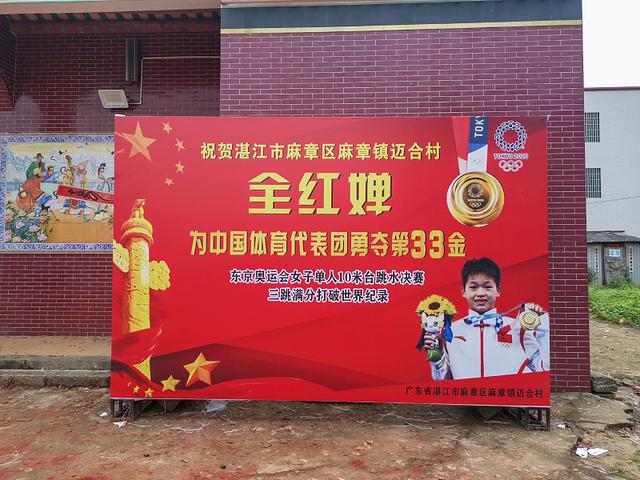 祝贺湛江市麻章区麻章镇迈合村
全红婵
为中国体育代表团勇夺第33金
东京奥运会女子单人10米台跳水决赛
三跳满分打破世界纪录
TOKY
TOKYO 2020
广东省湛江市麻章区麻章镇迈合村